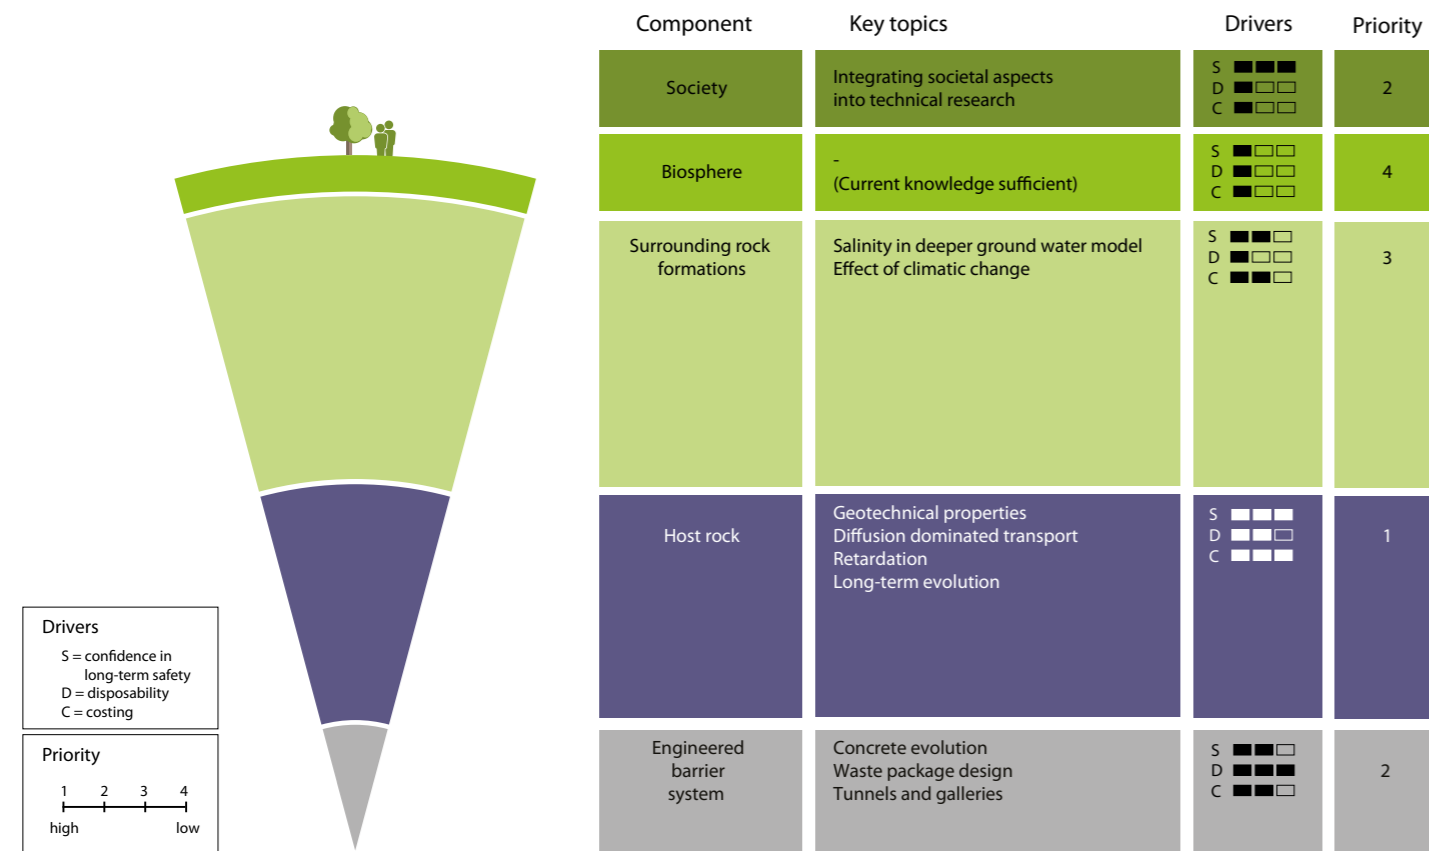 Component Key topics Drivers Priority
Society
Integrating societal aspects
into technical research
S
D
C
2
Biosphere
-
(Current knowledge sufficient)
S
D
C
4
Surrounding rock
formations
Salinity in deeper ground water model
Effect of climatic change
S
D
C
3
Host rock
Geotechnical properties
Diffusion dominated transport
Retardation
Long-term evolution
S
D
C
1
Engineered
barrier
system
Concrete evolution
Waste package design
Tunnels and galleries
S
D
C
2
Drivers
S = confidence in
long-term safety
D = disposability
C = costing
Priority
1 2 3 4
high low